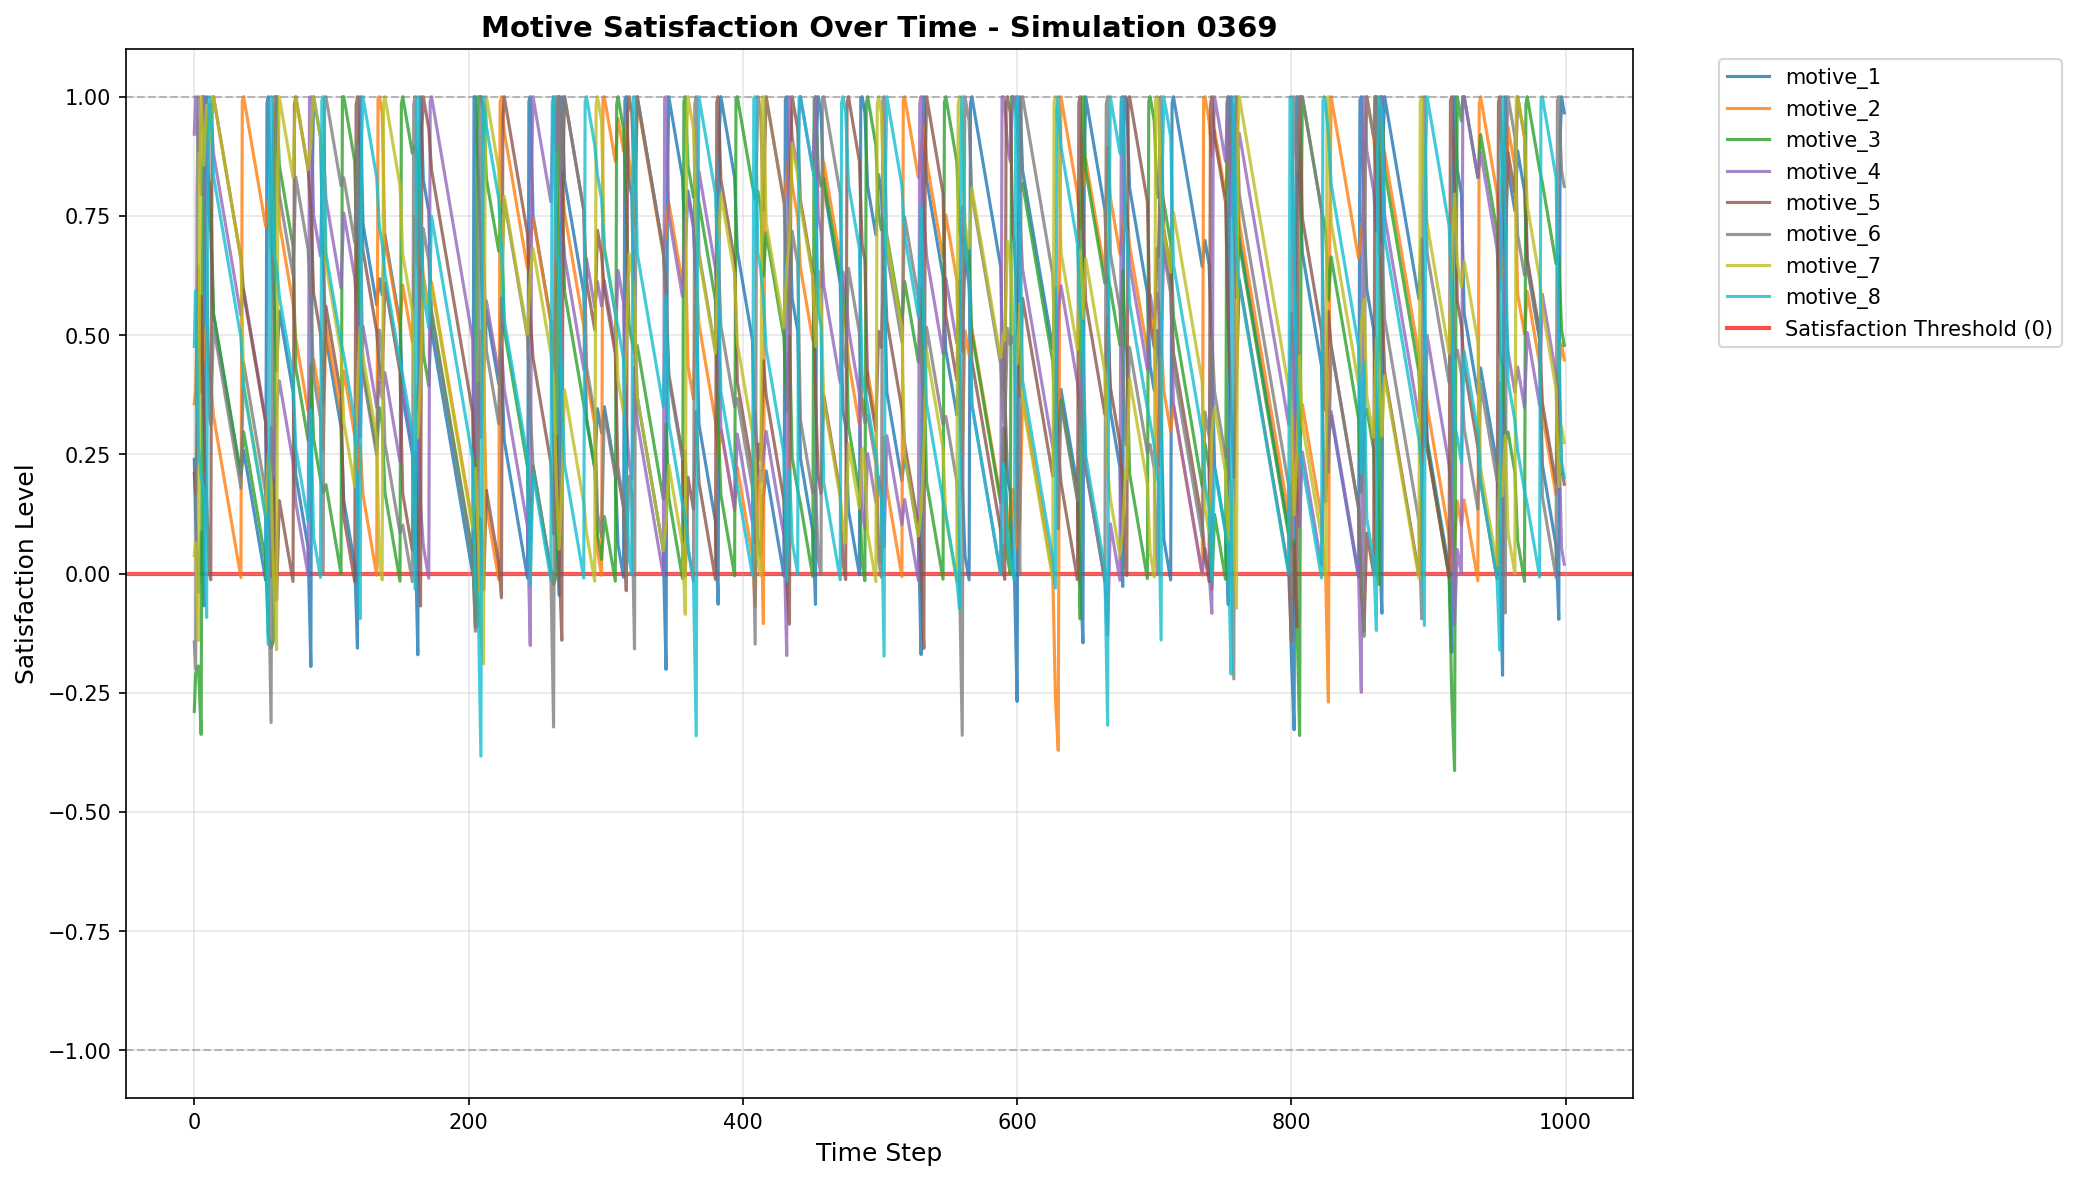 Motive Satisfaction Over Time - Simulation 0369
Satisfaction Level
1.00
0.75
0.50
0.25
0.00
−0.25
−0.50
−0.75
−1.00
0
200
400
600
800
1000
Time Step
motive_1
motive_2
motive_3
motive_4
motive_5
motive_6
motive_7
motive_8
Satisfaction Threshold (0)